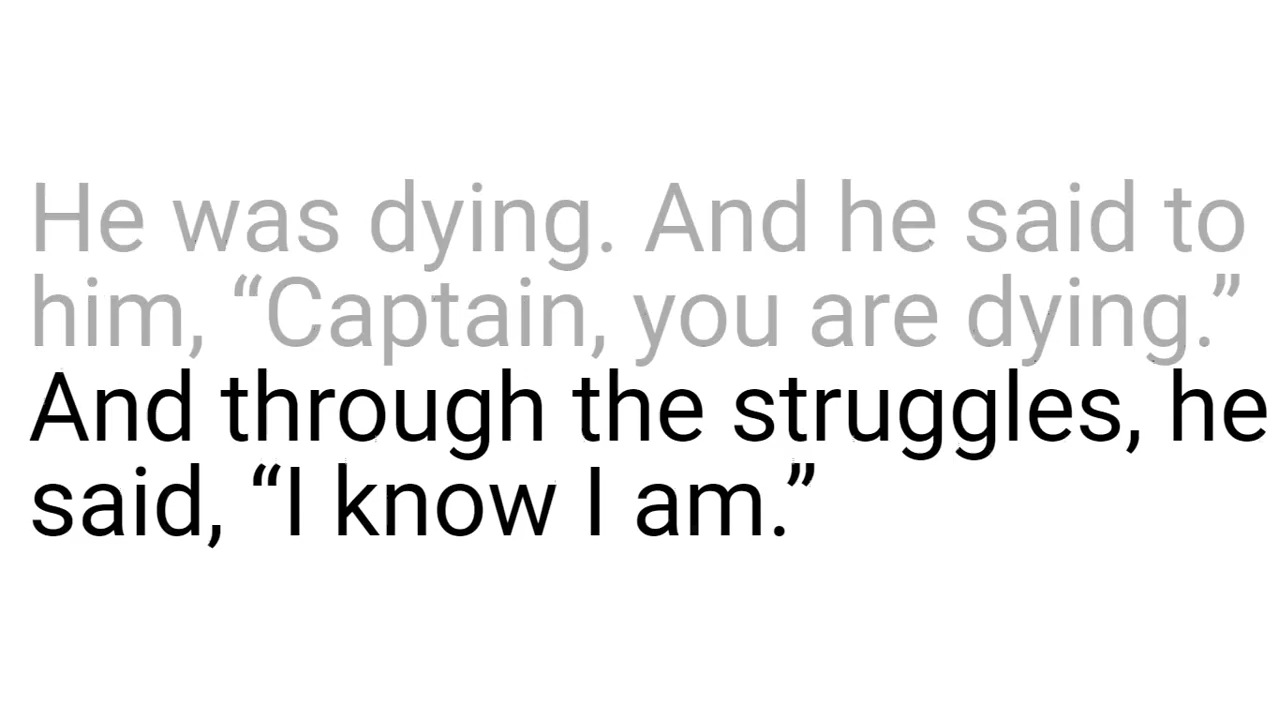 He was dying. And he said to
him, “Captain, you are dying.”
And through the struggles, he
said, “I know I am.”